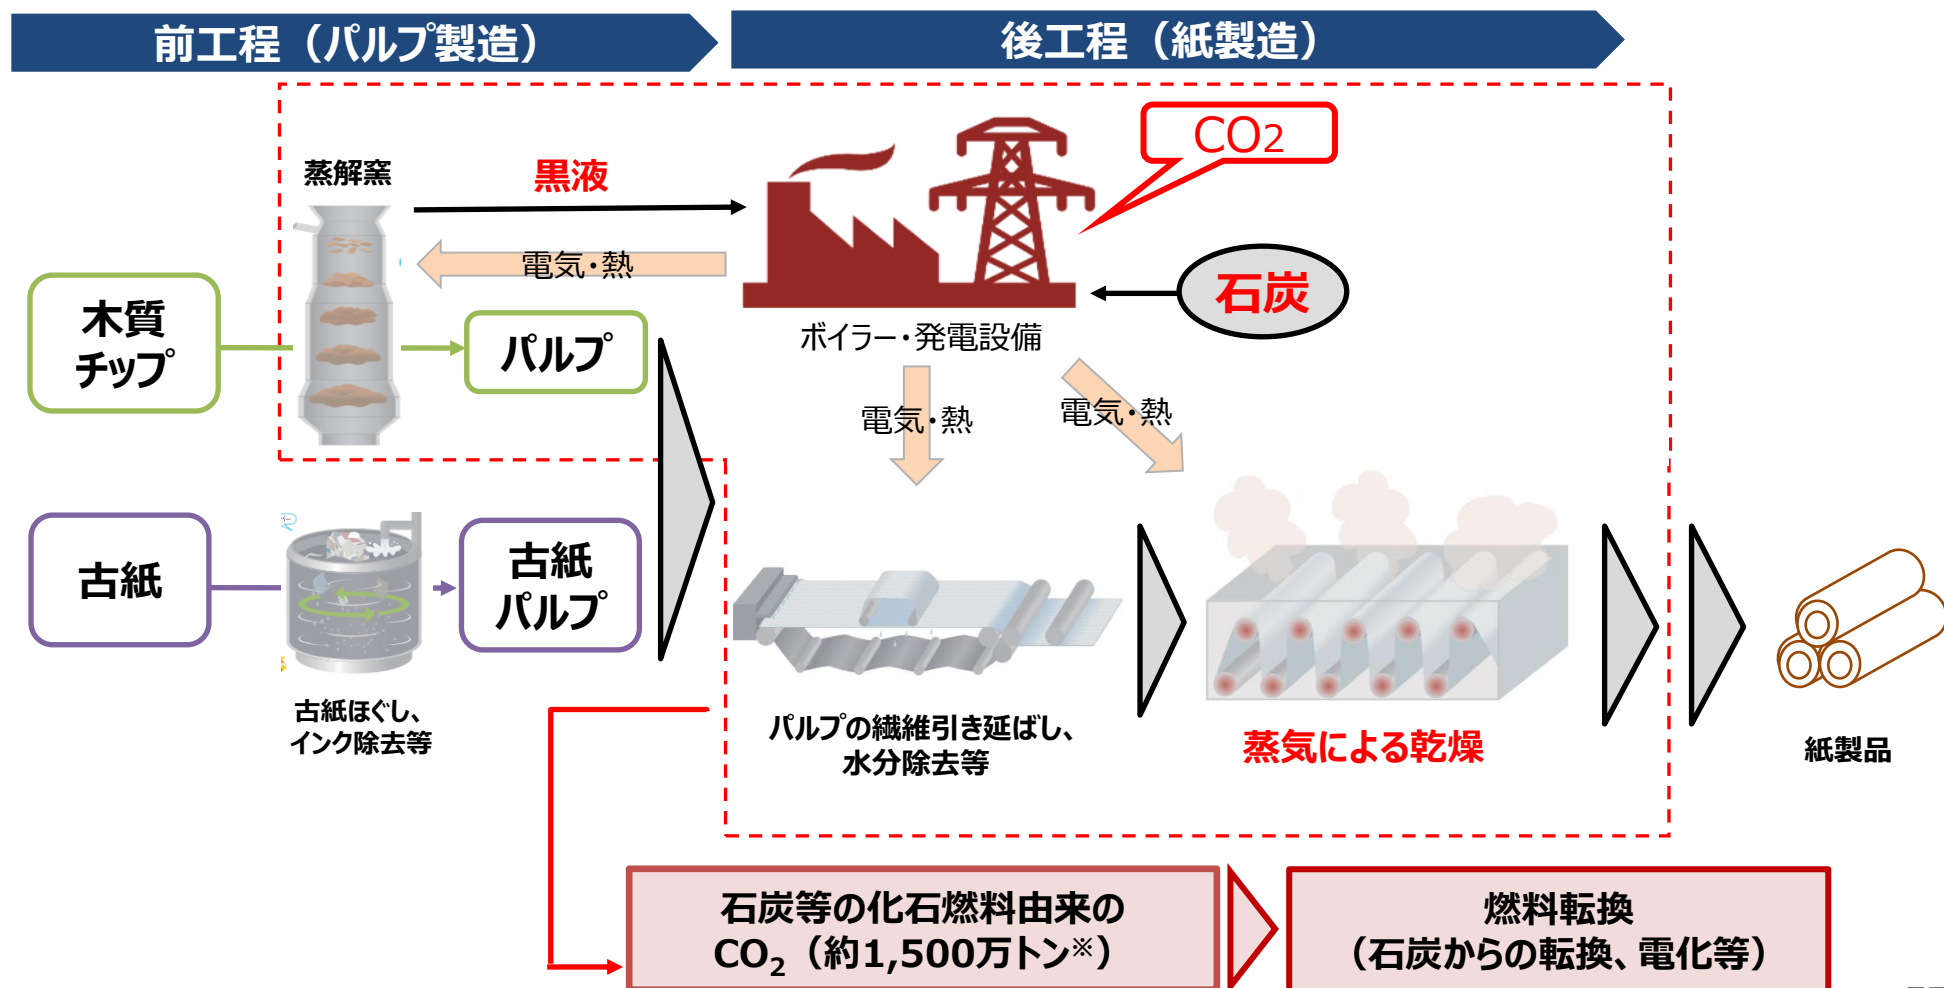 前工程（パルプ製造）
後工程（紙製造）
CO2
蒸解窯
黒液
電気・熱
石炭
木質
チップ
パルプ
ボイラー・発電設備
電気・熱
電気・熱
古紙
古紙
パルプ
古紙ほぐし、
インク除去等
パルプの繊維引き延ばし、
水分除去等
蒸気による乾燥
紙製品
石炭等の化石燃料由来の
CO₂（約1,500万トン※）
燃料転換
（石炭からの転換、電化等）